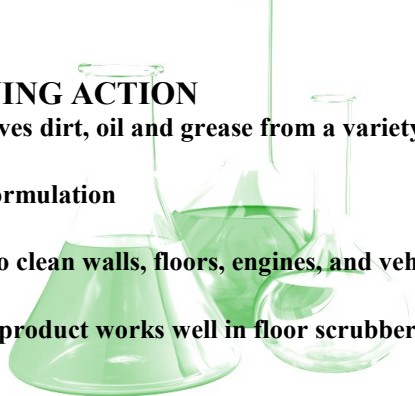 ING ACTION
ves dirt, oil and grease from a variety
ormulation
o clean walls, floors, engines, and veh
product works well in floor scrubber